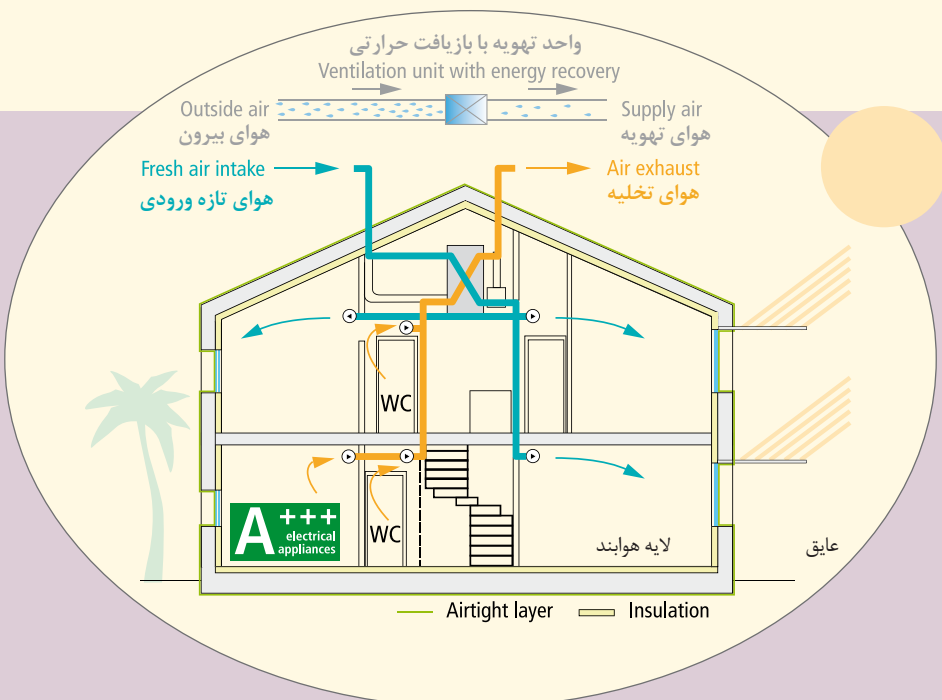 واحد تهویه با بازیافت حرارتی
Ventilation unit with energy recovery
Outside air
هوای بیرون
Supply air
هوای تهویه
Fresh air intake
هوای تازه ورودی
Air exhaust
هوای تخلیه
WC
A+++
electrical
appliances
WC
لایه هوابند
عایق
Airtight layer
Insulation